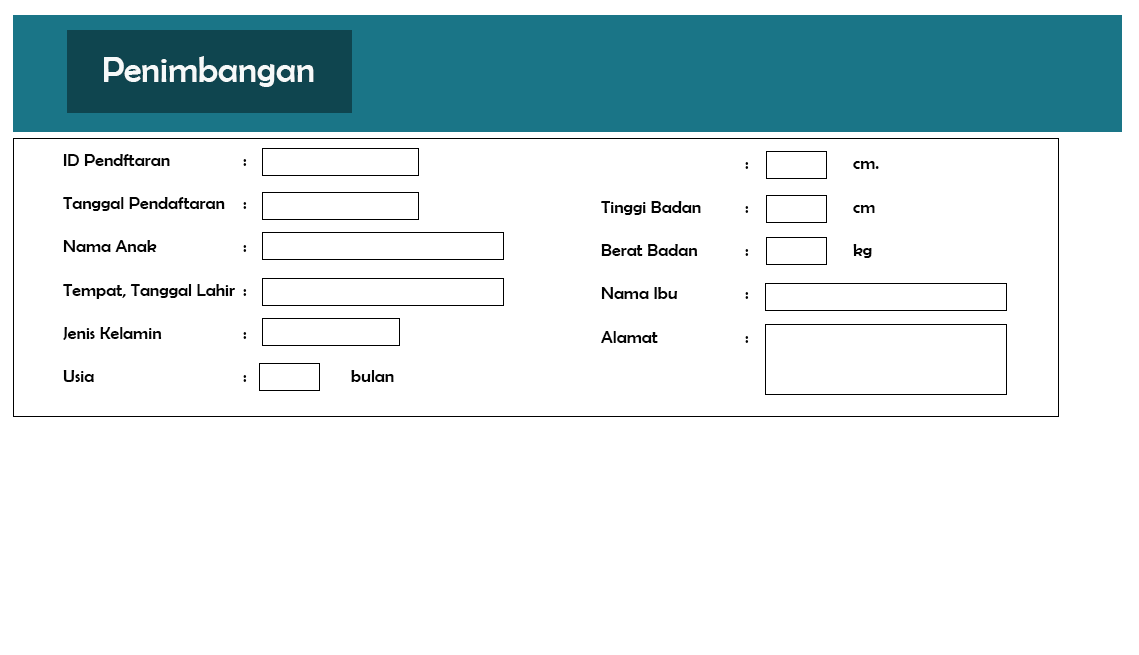 Penimbangan
ID Pendftaran :
Tanggal Pendaftaran :
Nama Anak :
Tempat, Tanggal Lahir :
Jenis Kelamin :
Usia : bulan
: cm.
Tinggi Badan : cm
Berat Badan : kg
Nama Ibu :
Alamat :